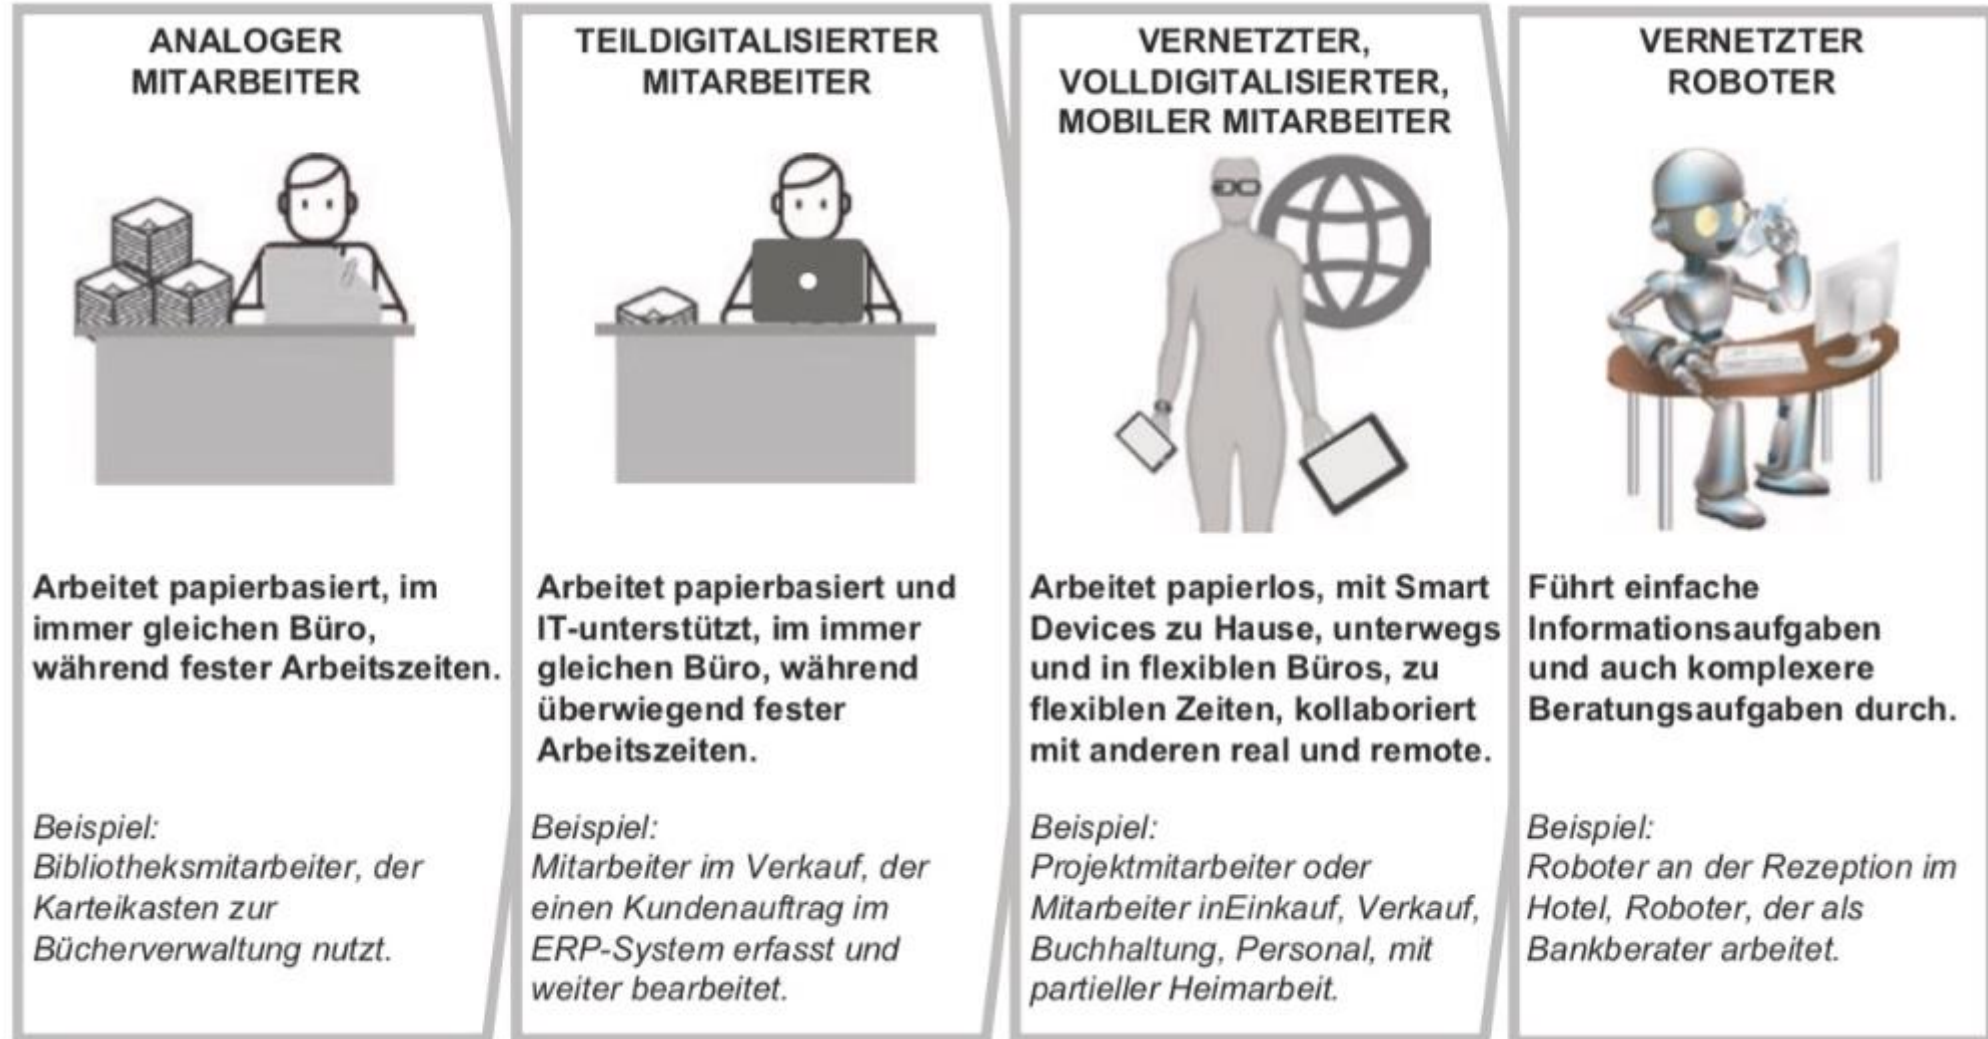 ANALOGER
MITARBEITER
Arbeitet papierbasiert, im
immer gleichen Büro,
während fester Arbeitszeiten.
Beispiel:
Bibliotheksmitarbeiter, der
Karteikasten zur
Bücherverwaltung nutzt.
TEILDIGITALISIERTER
MITARBEITER
Arbeitet papierbasiert und
IT-unterstützt, im immer
gleichen Büro, während
überwiegend fester
Arbeitszeiten.
Beispiel:
Mitarbeiter im Verkauf, der
einen Kundenauftrag im
ERP-System erfasst und
weiter bearbeitet.
VERNETZTER,
VOLLDIGITALISIERTER,
MOBILER MITARBEITER
Arbeitet papierlos, mit Smart
Devices zu Hause, unterwegs
und in flexiblen Büros, zu
flexiblen Zeiten, kollaboriert
mit anderen real und remote.
Beispiel:
Projektmitarbeiter oder
Mitarbeiter inEinkauf, Verkauf,
Buchhaltung, Personal, mit
partieller Heimarbeit.
VERNETZTER
ROBOTER
Führt einfache
Informationsaufgaben
und auch komplexere
Beratungsaufgaben durch.
Beispiel:
Roboter an der Rezeption im
Hotel, Roboter, der als
Bankberater arbeitet.